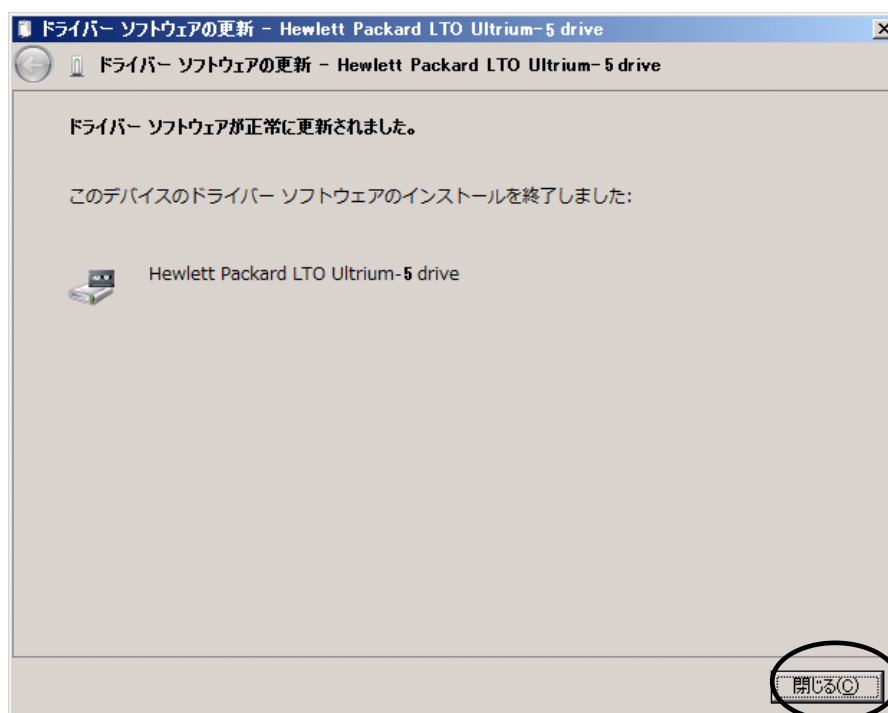 ドライバー ソフトウェアの更新 - Hewlett Packard LTO Ultrium-5 drive
ドライバー ソフトウェアの更新 - Hewlett Packard LTO Ultrium-5 drive
ドライバー ソフトウェアが正常に更新されました。
このデバイスのドライバー ソフトウェアのインストールを終了しました:
Hewlett Packard LTO Ultrium-5 drive
閉じる(C)